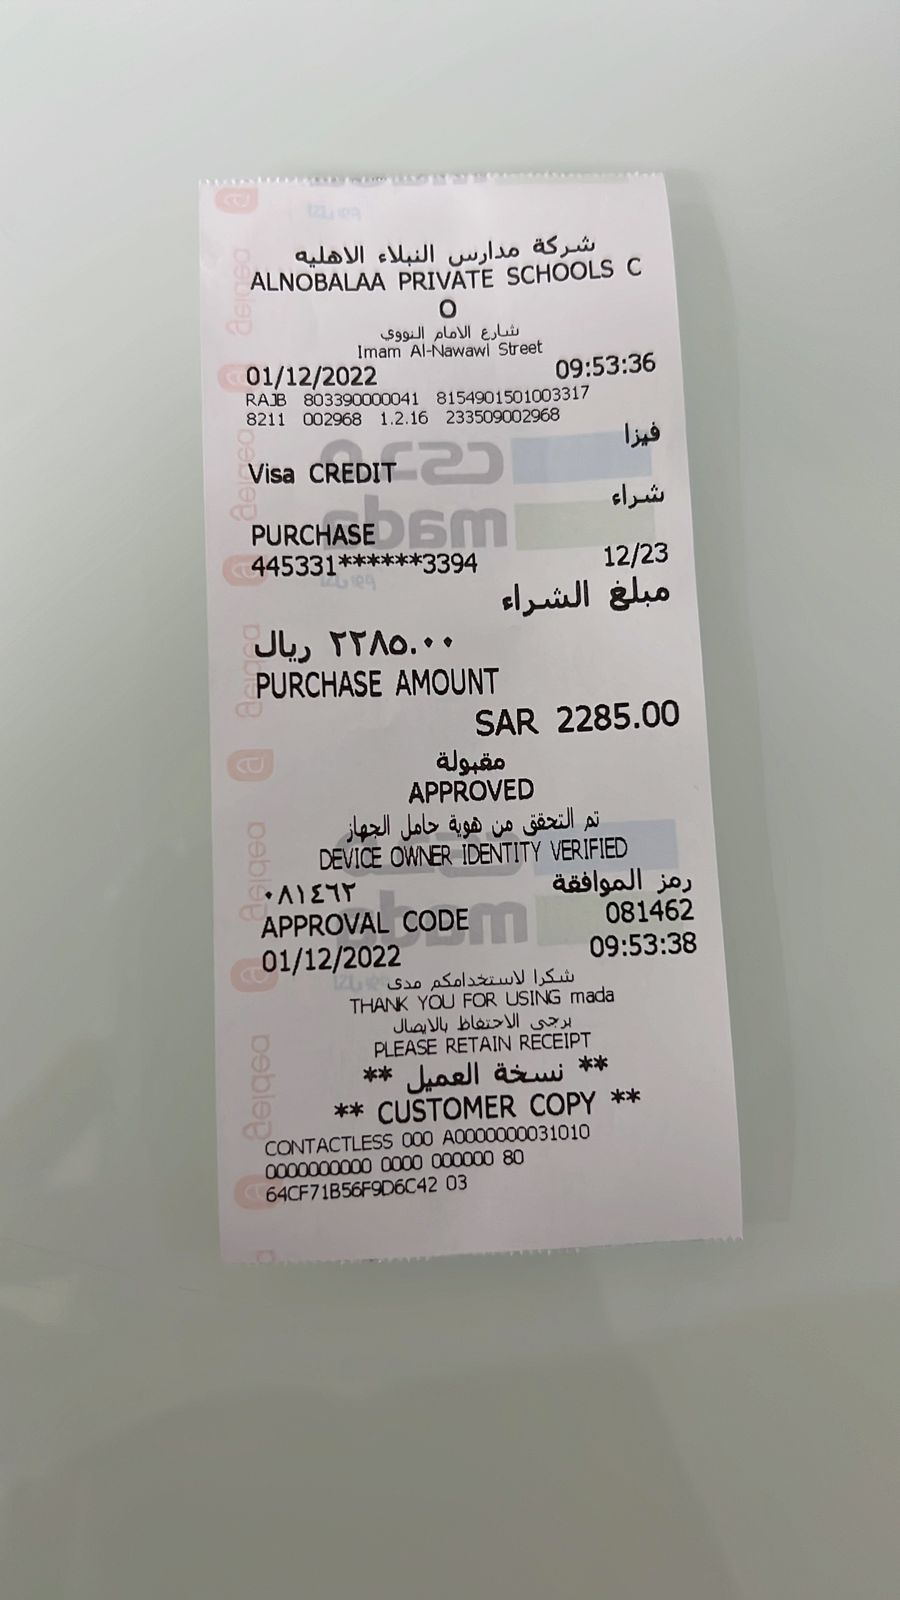 شركة مدارس النبلاء الاهليه
ALNOBALAA PRIVATE SCHOOLS C
O
شارع الامام النووي
Imam Al-Nawawi Street
01/12/2022 09:53:36
RAJB 803390000041 8154901501003317
8211 002968 1.2.16 233509002968
فيزا
Visa CREDIT
شراء
PURCHASE
445331******3394 12/23
مبلغ الشراء
٢٢٨٥.٠٠ ريال
PURCHASE AMOUNT
SAR 2285.00
مقبولة
APPROVED
تم التحقق من هوية حامل الجهاز
DEVICE OWNER IDENTITY VERIFIED
رمز الموافقة ٠٨١٤٦٢
APPROVAL CODE 081462
01/12/2022 09:53:38
شكرا لاستخدامكم مدى
THANK YOU FOR USING mada
يرجى الاحتفاظ بالايصال
PLEASE RETAIN RECEIPT
** نسخة العميل **
** CUSTOMER COPY **
CONTACTLESS 000 A0000000031010
0000000000 0000 000000 80
64CF71B56F9D6C42 03